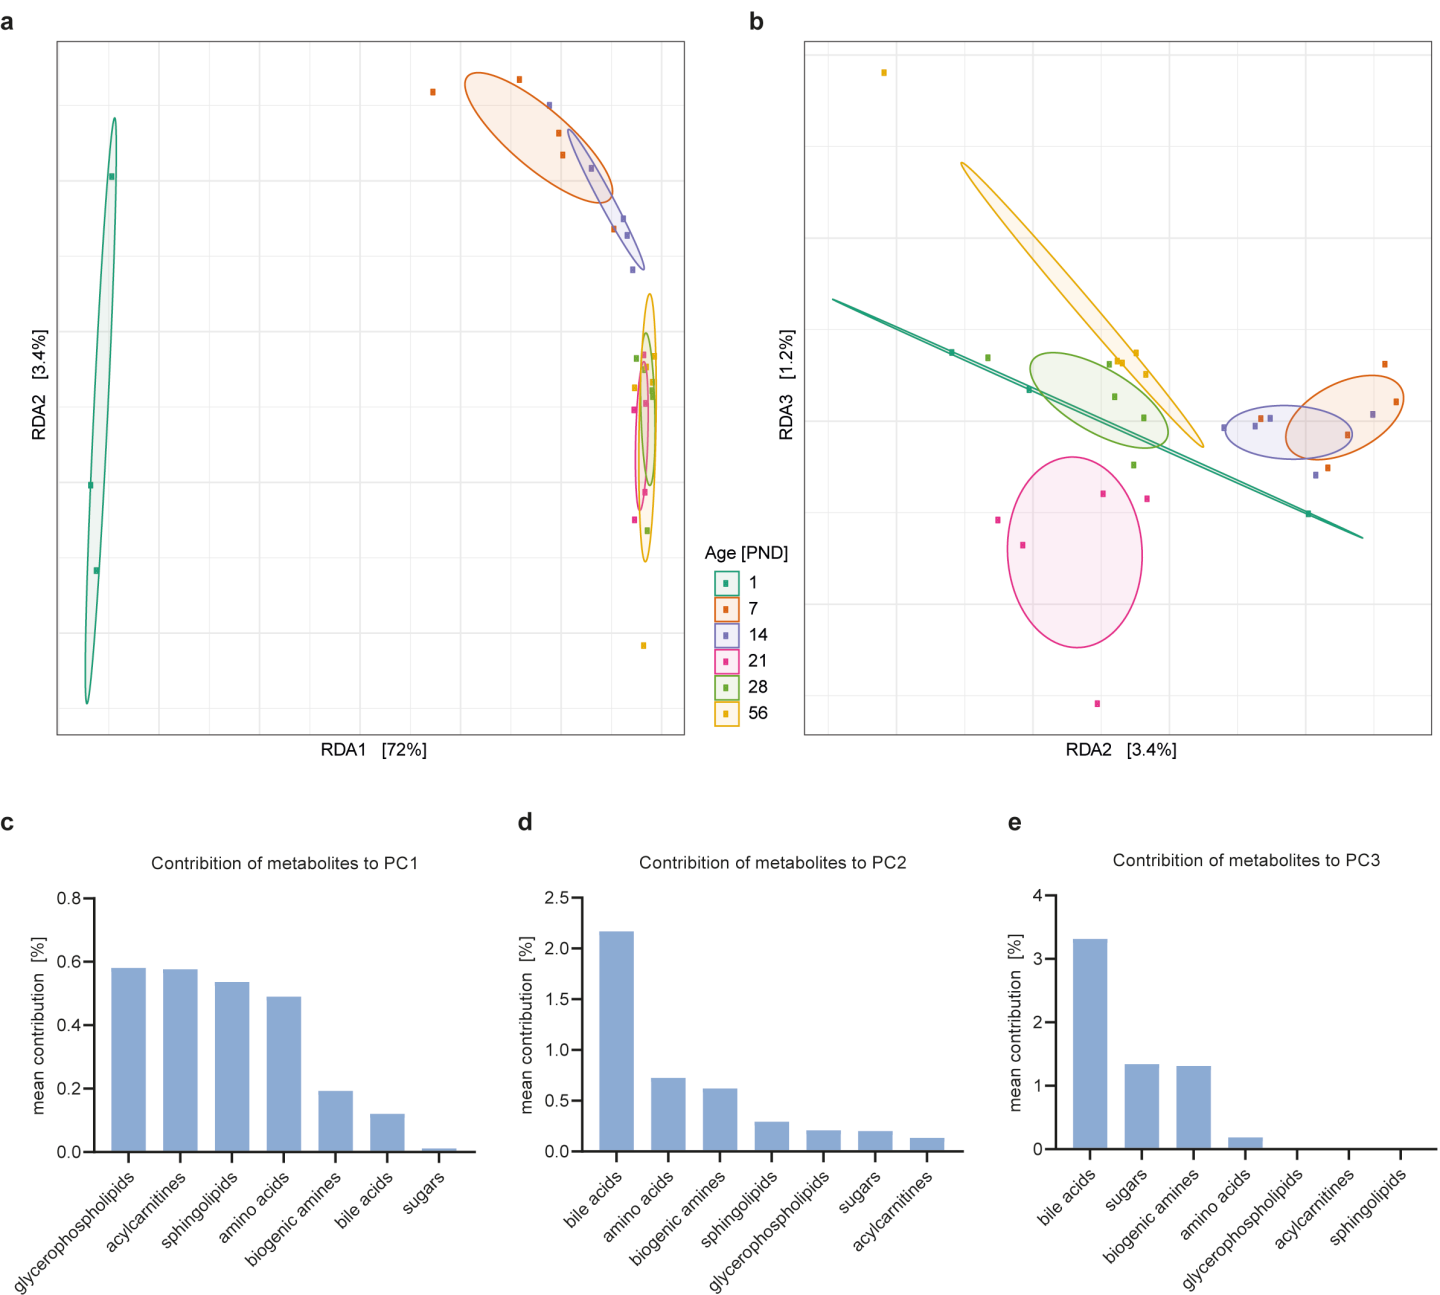 a
b
RDA2 [3.4%]
RDA1 [72%]
Age [PND]
1
7
14
21
28
56
RDA3 [1.2%]
RDA2 [3.4%]
c
Contribition of metabolites to PC1
mean contribution [%]
0.8
0.6
0.4
0.2
0.0
glycerophospholipids
acylcarnitines
sphingolipids
amino acids
biogenic amines
bile acids
sugars
d
Contribition of metabolites to PC2
mean contribution [%]
2.5
2.0
1.5
1.0
0.5
0.0
bile acids
amino acids
biogenic amines
sphingolipids
glycerophospholipids
sugars
acylcarnitines
e
Contribition of metabolites to PC3
mean contribution [%]
4
3
2
1
0
bile acids
sugars
biogenic amines
amino acids
glycerophospholipids
acylcarnitines
sphingolipids